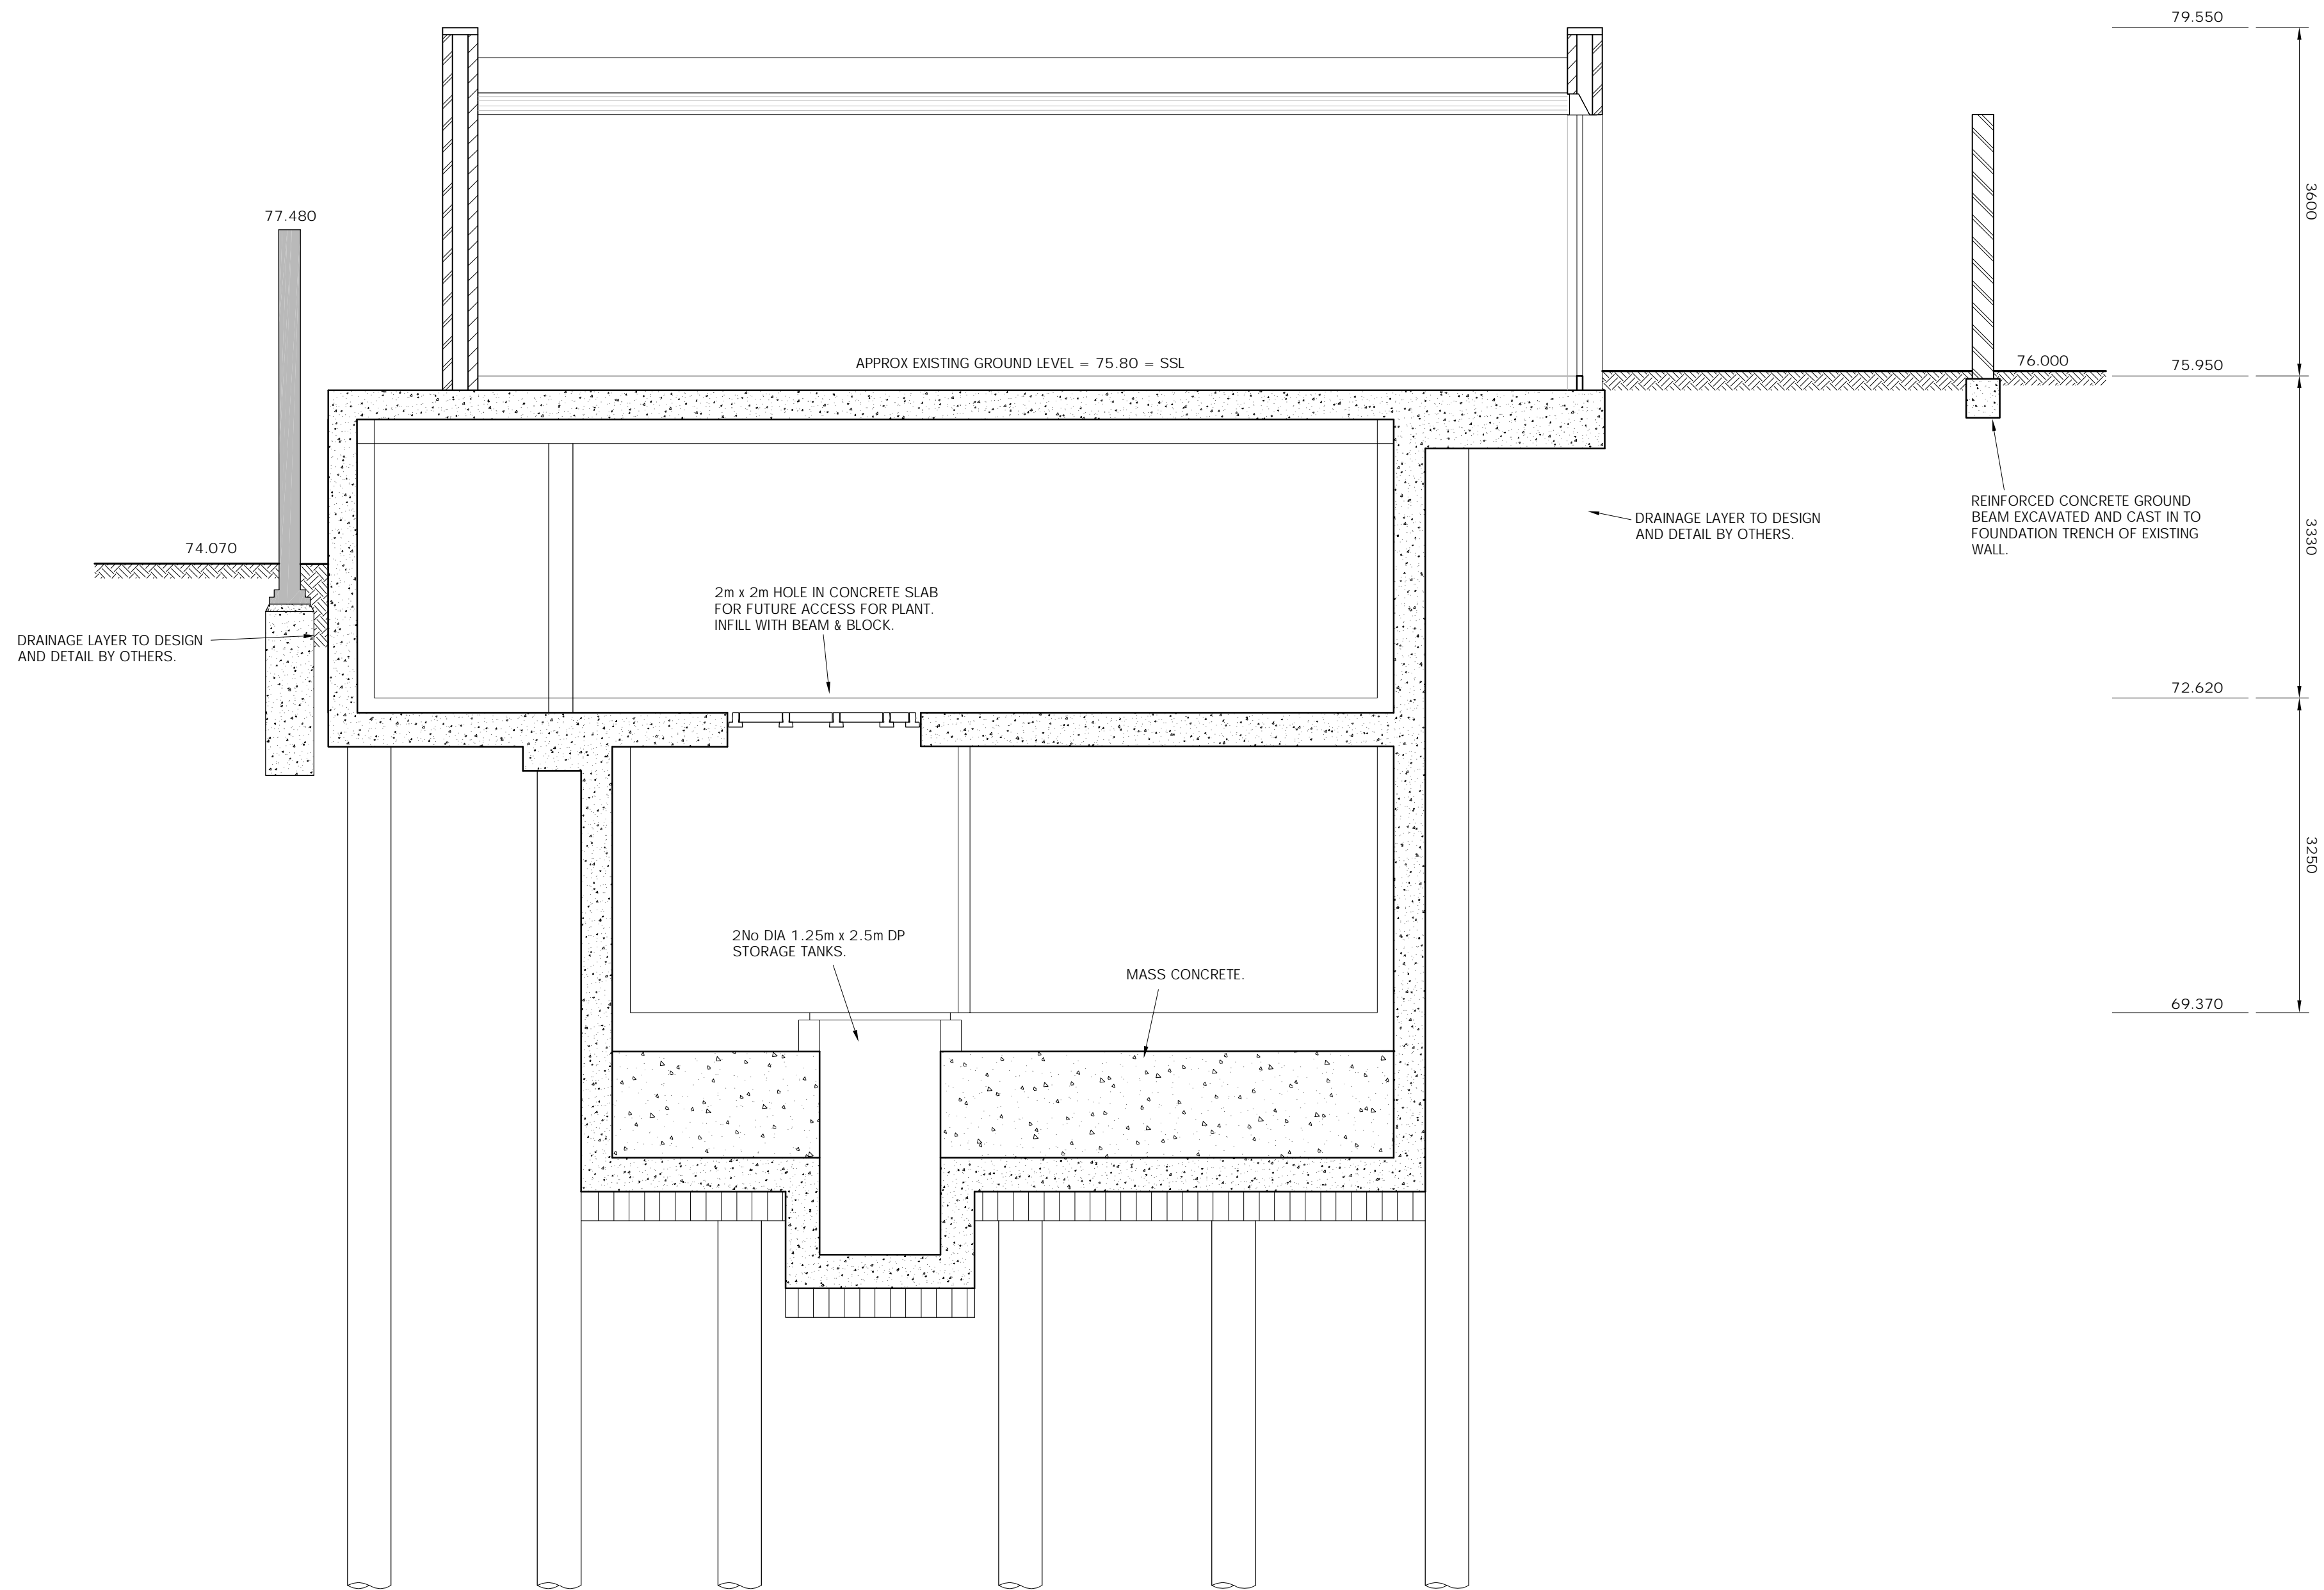 79.550
77.480
3600
APPROX EXISTING GROUND LEVEL = 75.80 = SSL
76.000
75.950
74.070
DRAINAGE LAYER TO DESIGN
AND DETAIL BY OTHERS.
REINFORCED CONCRETE GROUND
BEAM EXCAVATED AND CAST IN TO
FOUNDATION TRENCH OF EXISTING
WALL.
3330
2m x 2m HOLE IN CONCRETE SLAB
FOR FUTURE ACCESS FOR PLANT.
INFILL WITH BEAM & BLOCK.
DRAINAGE LAYER TO DESIGN
AND DETAIL BY OTHERS.
72.620
3250
2No DIA 1.25m x 2.5m DP
STORAGE TANKS.
MASS CONCRETE.
69.370